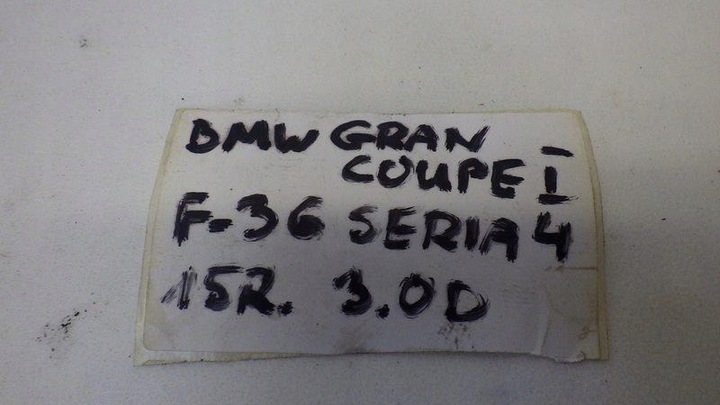 BMW GRAN
COUPE I
F-36 SERIA 4
15R. 3.0D